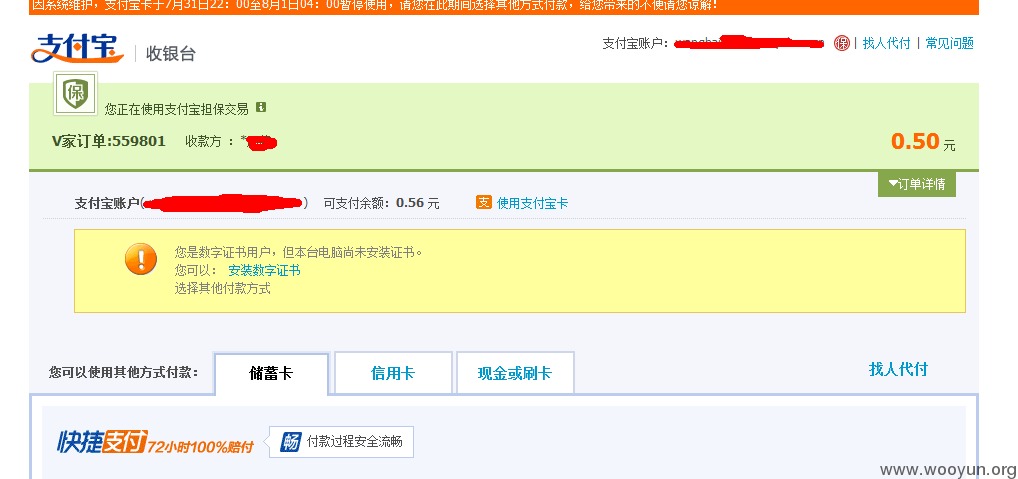 因系统维护，支付宝卡于7月31日22：00至8月1日04：00暂停使用，请您在此期间选择其他方式付款，给您带来的不便请您谅解！
支付宝 | 收银台
支付宝账户： 保 | 找人代付 | 常见问题
保 您正在使用支付宝担保交易
V家订单:559801 收款方 ： *
0.50 元
订单详情
支付宝账户( ) 可支付余额：0.56 元 支 使用支付宝卡
您是数字证书用户，但本台电脑尚未安装证书。
您可以： 安装数字证书
选择其他付款方式
您可以使用其他方式付款： 储蓄卡 信用卡 现金或刷卡 找人代付
快捷支付 72小时100%赔付 畅 付款过程安全流畅
www.wooyun.org